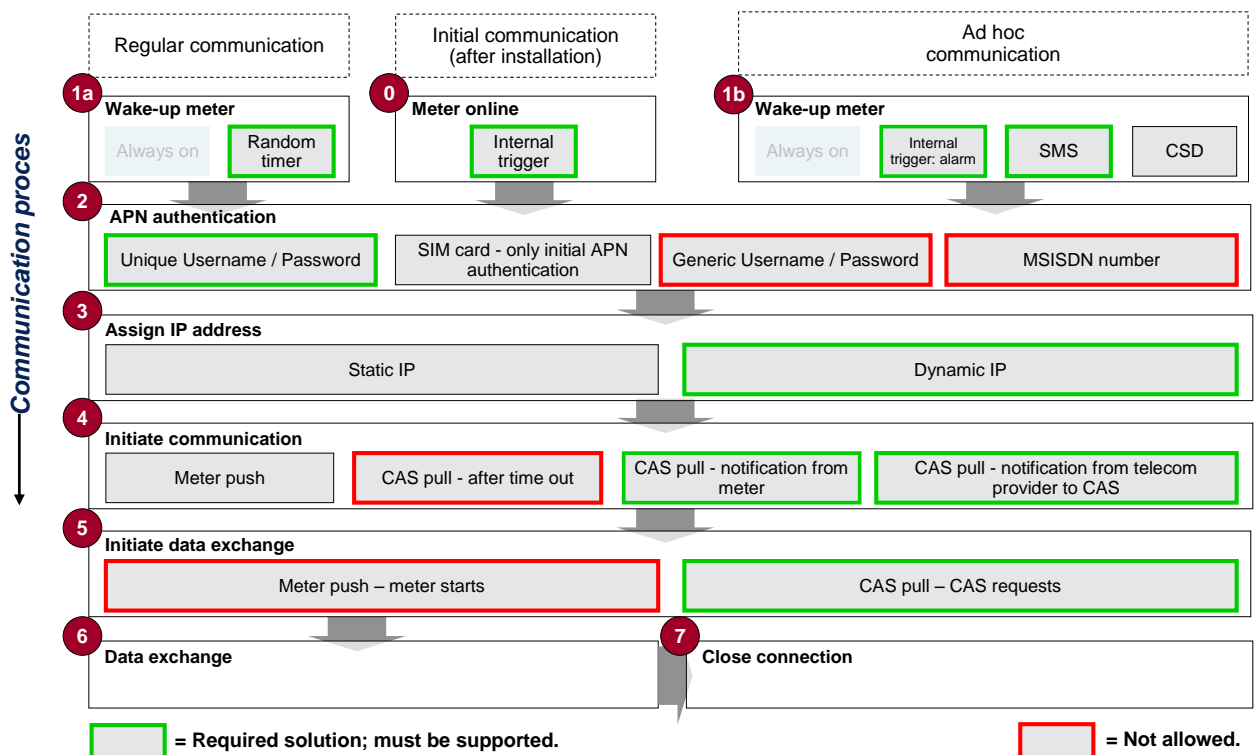 Regular communication
Initial communication
(after installation)
Ad hoc
communication
1a
Wake-up meter
Always on
Random
timer
0
Meter online
Internal
trigger
1b
Wake-up meter
Always on
Internal
trigger: alarm
SMS
CSD
Communication proces
2
APN authentication
Unique Username / Password
SIM card - only initial APN
authentication
Generic Username / Password
MSISDN number
3
Assign IP address
Static IP
Dynamic IP
4
Initiate communication
Meter push
CAS pull - after time out
CAS pull - notification from
meter
CAS pull - notification from telecom
provider to CAS
5
Initiate data exchange
Meter push – meter starts
CAS pull – CAS requests
6
Data exchange
7
Close connection
= Required solution; must be supported.
= Not allowed.